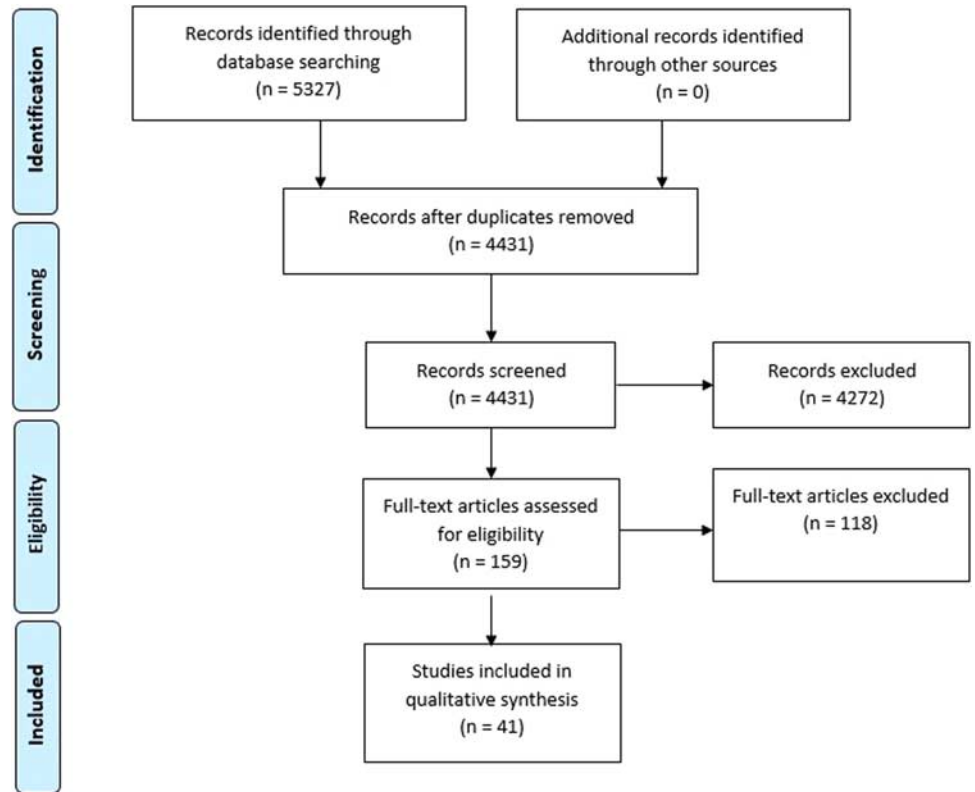 Identification
Records identified through
database searching
(n = 5327)
Additional records identified
through other sources
(n = 0)
Records after duplicates removed
(n = 4431)
Screening
Records screened
(n = 4431)
Records excluded
(n = 4272)
Eligibility
Full-text articles assessed
for eligibility
(n = 159)
Full-text articles excluded
(n = 118)
Included
Studies included in
qualitative synthesis
(n = 41)